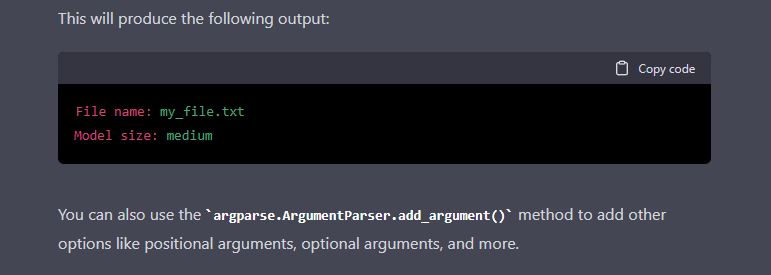 This will produce the following output:
Copy code
File name: my_file.txt
Model size: medium
You can also use the `argparse.ArgumentParser.add_argument()` method to add other
options like positional arguments, optional arguments, and more.